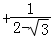 + 1/(2-√3)